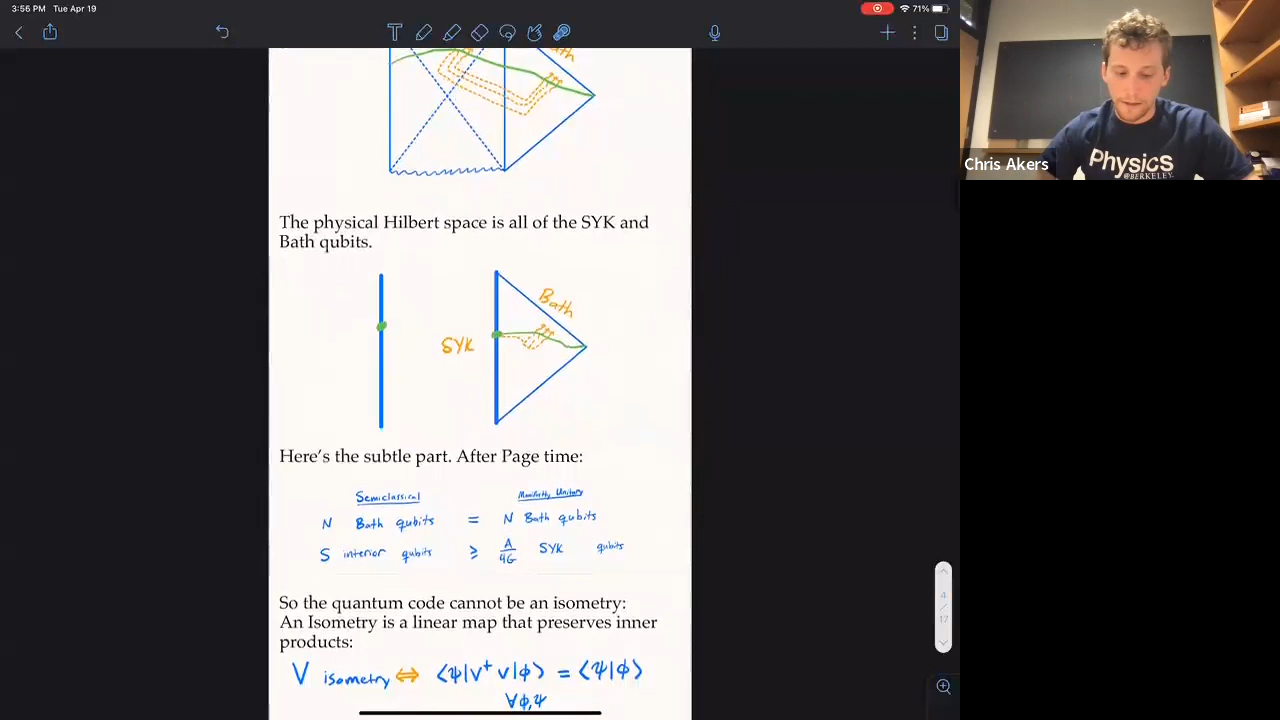 3:56 PM Tue Apr 19
71%
The physical Hilbert space is all of the SYK and
Bath qubits.
Bath
SYK
Here's the subtle part. After Page time:
Semiclassical Manifestly Unitary
N Bath qubits = N Bath qubits
S interior qubits ≥ A/4G SYK qubits
So the quantum code cannot be an isometry:
An Isometry is a linear map that preserves inner
products:
V isometry ⇔ ⟨ψ|V†V|ϕ⟩ = ⟨ψ|ϕ⟩
∀ϕ,ψ
4
/
17
Chris Akers
Physics
@BERKELEY.